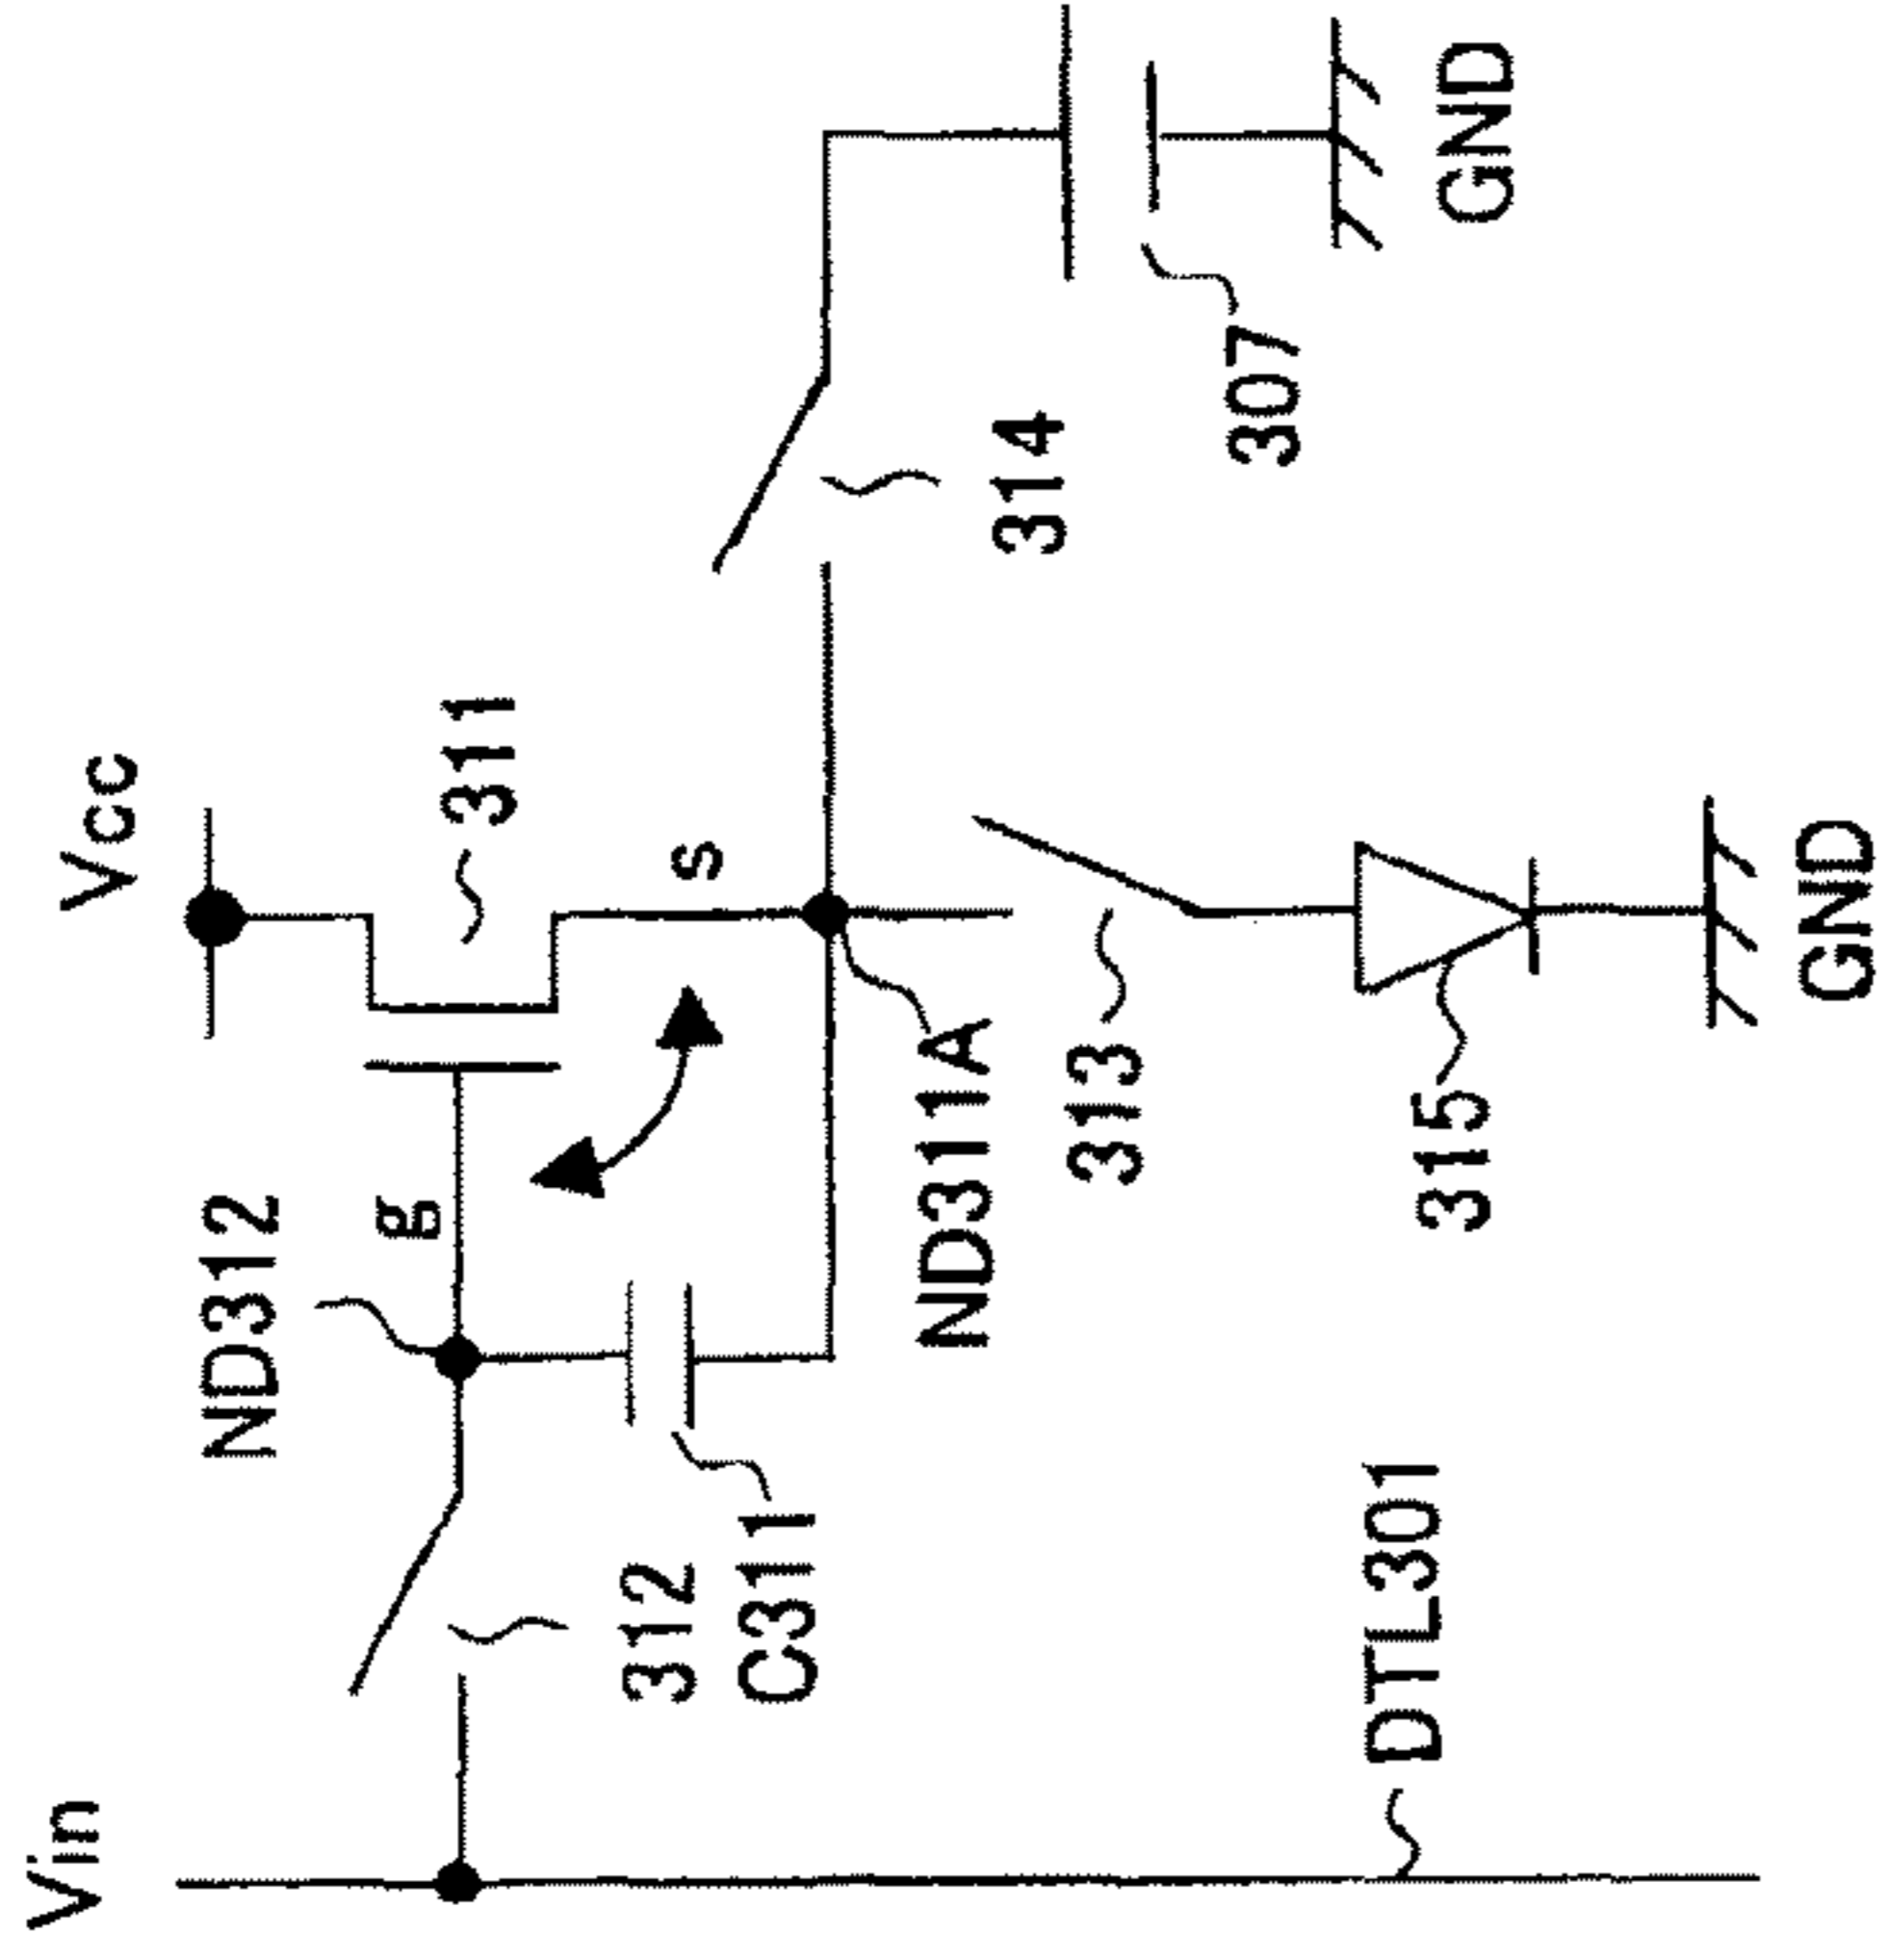 Vcc
Vin
ND312
311
g
s
312
C311
314
ND311A
313
307
DTL301
315
GND
GND